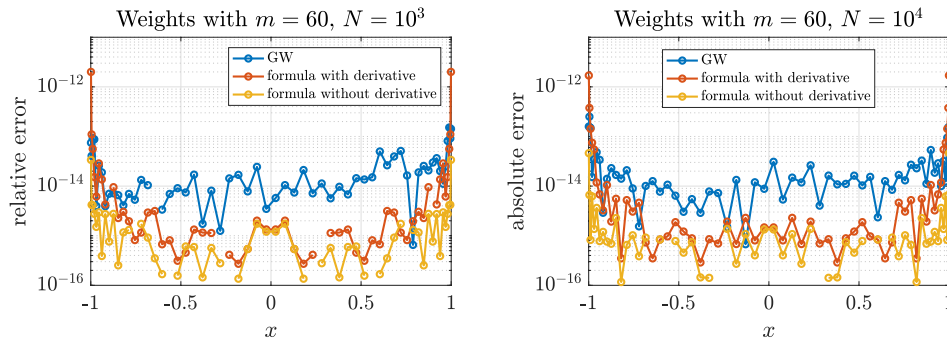 Weights with m = 60, N = 10^3
GW
formula with derivative
formula without derivative
relative error
10^-12
10^-14
10^-16
-1
-0.5
0
0.5
1
x
Weights with m = 60, N = 10^4
GW
formula with derivative
formula without derivative
absolute error
10^-12
10^-14
10^-16
-1
-0.5
0
0.5
1
x